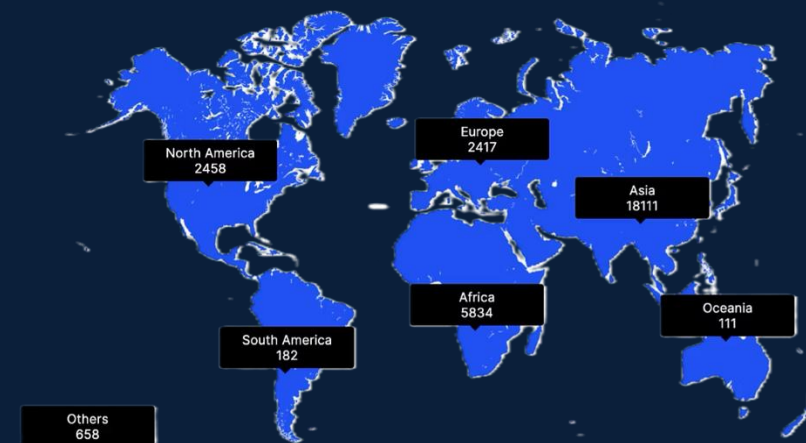 Europe
2417
North America
2458
Asia
18111
Africa
5834
Oceania
111
South America
182
Others
658